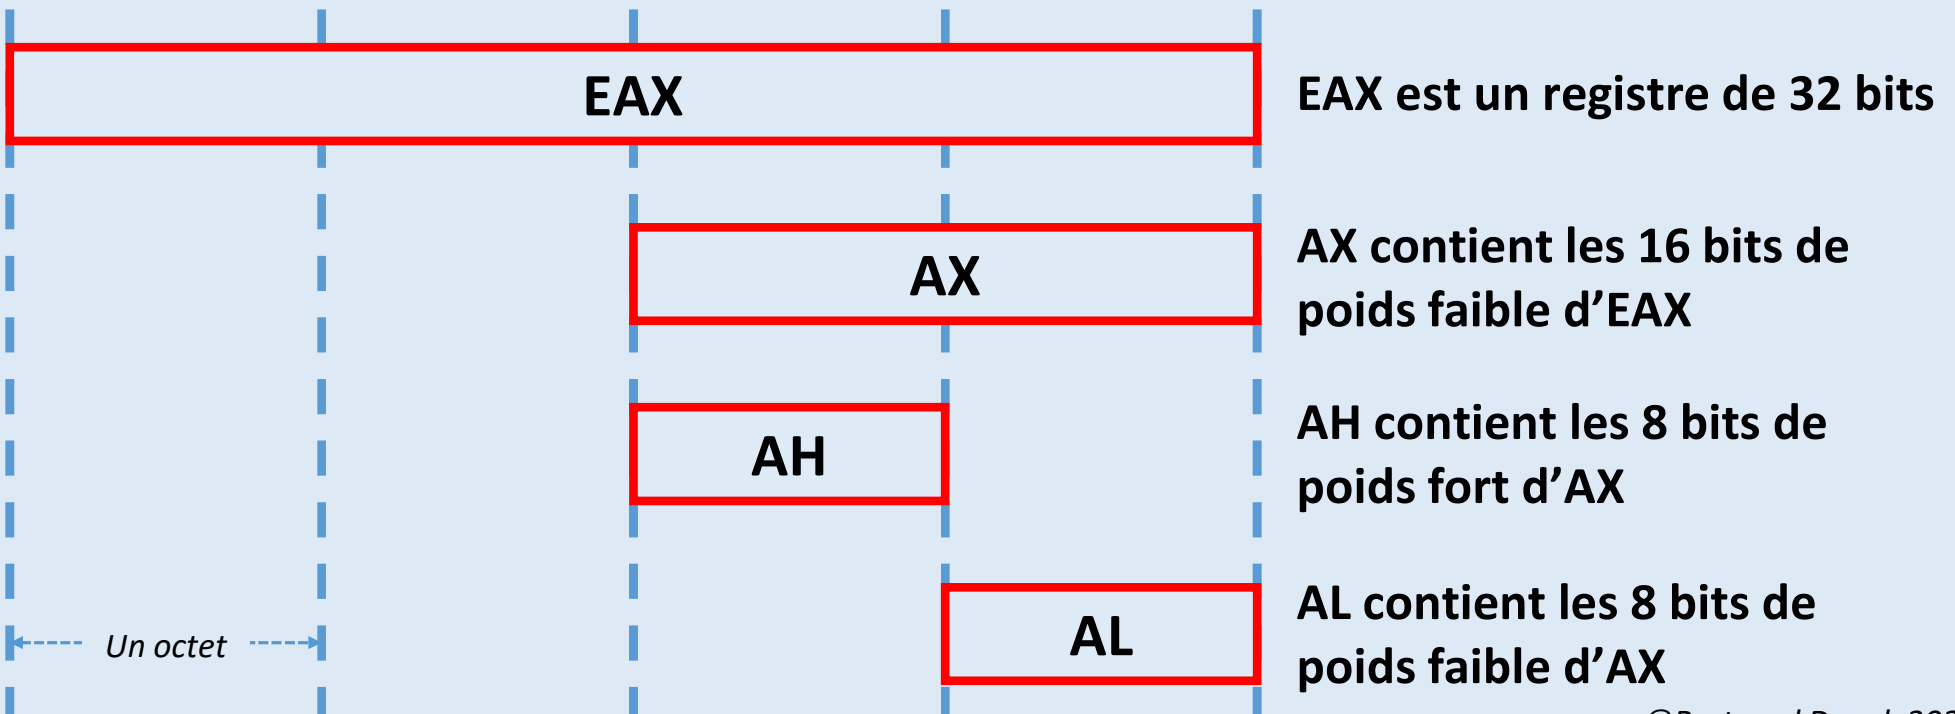 EAX
EAX est un registre de 32 bits
AX
AX contient les 16 bits de
poids faible d’EAX
AH
AH contient les 8 bits de
poids fort d’AX
AL
AL contient les 8 bits de
poids faible d’AX
Un octet